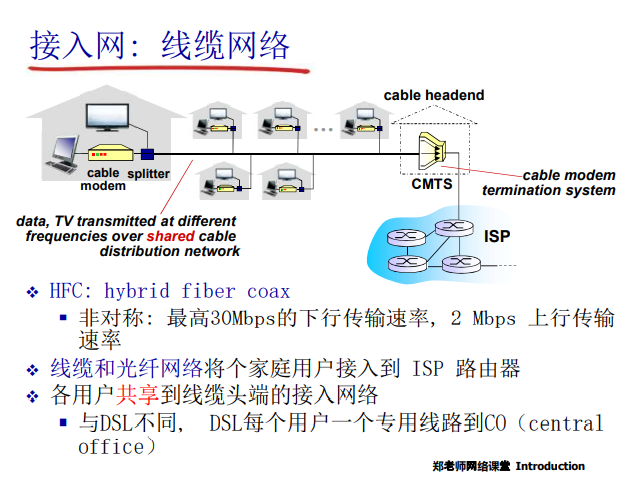 接入网: 线缆网络
cable headend
cable
modem
splitter
...
CMTS
cable modem
termination system
data, TV transmitted at different
frequencies over shared cable
distribution network
ISP
❖ HFC: hybrid fiber coax
▪ 非对称: 最高30Mbps的下行传输速率, 2 Mbps 上行传输
速率
❖ 线缆和光纤网络将个家庭用户接入到 ISP 路由器
❖ 各用户共享到线缆头端的接入网络
▪ 与DSL不同, DSL每个用户一个专用线路到CO（central
office）
郑老师网络课堂 Introduction